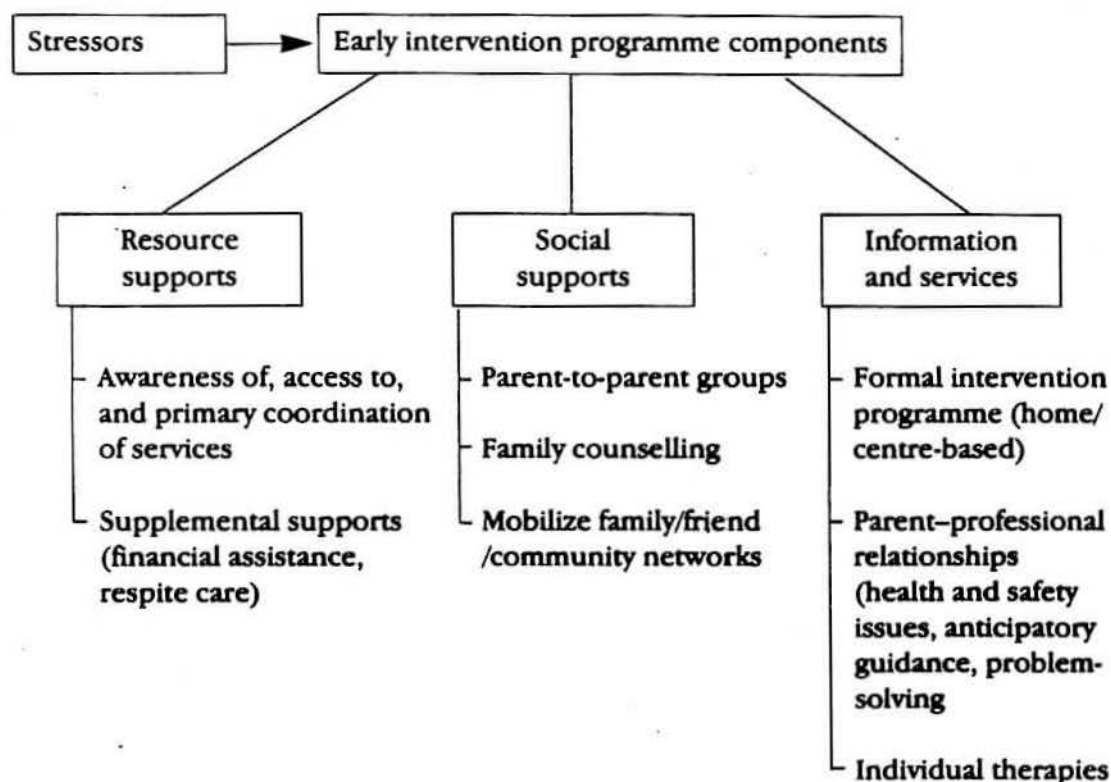 Stressors
Early intervention programme components
Resource
supports
Awareness of, access to,
and primary coordination
of services
Supplemental supports
(financial assistance,
respite care)
Social
supports
Parent-to-parent groups
Family counselling
Mobilize family/friend
/community networks
Information
and services
Formal intervention
programme (home/
centre-based)
Parent–professional
relationships
(health and safety
issues, anticipatory
guidance, problem-
solving
Individual therapies